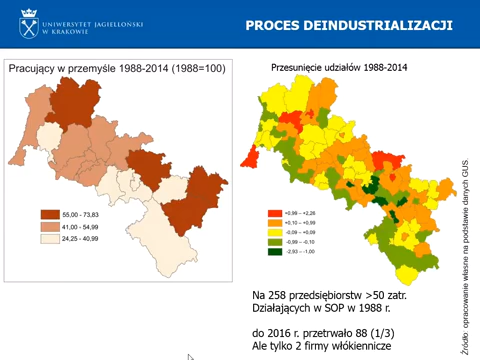 UNIWERSYTET JAGIELLOŃSKI
W KRAKOWIE
PROCES DEINDUSTRIALIZACJI
Pracujący w przemyśle 1988-2014 (1988=100)
55,00 - 73,83
41,00 - 54,99
24,25 - 40,99
Przesunięcie udziałów 1988-2014
+0,99 - +2,26
+0,10 - +0,99
-0,09 - +0,09
-0,99 - -0,10
-2,93 - -1,00
Na 258 przedsiębiorstw >50 zatr.
Działających w SOP w 1988 r.
do 2016 r. przetrwało 88 (1/3)
Ale tylko 2 firmy włókiennicze
Źródło: opracowanie własne na podstawie danych GUS.